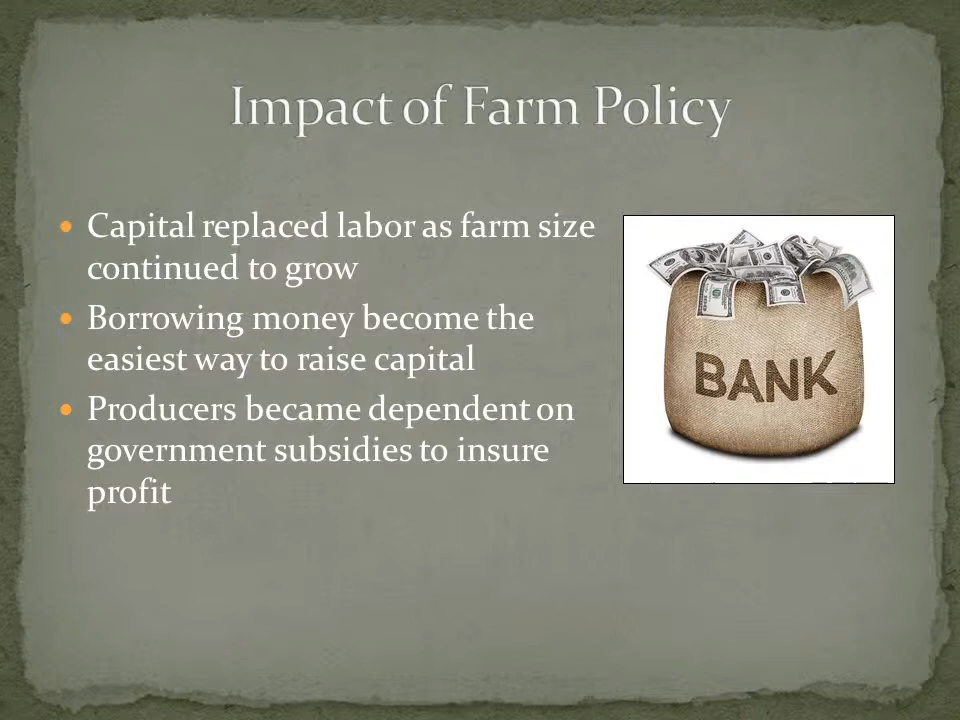 Impact of Farm Policy
Capital replaced labor as farm size
continued to grow
Borrowing money become the
easiest way to raise capital
Producers became dependent on
government subsidies to insure
profit
BANK